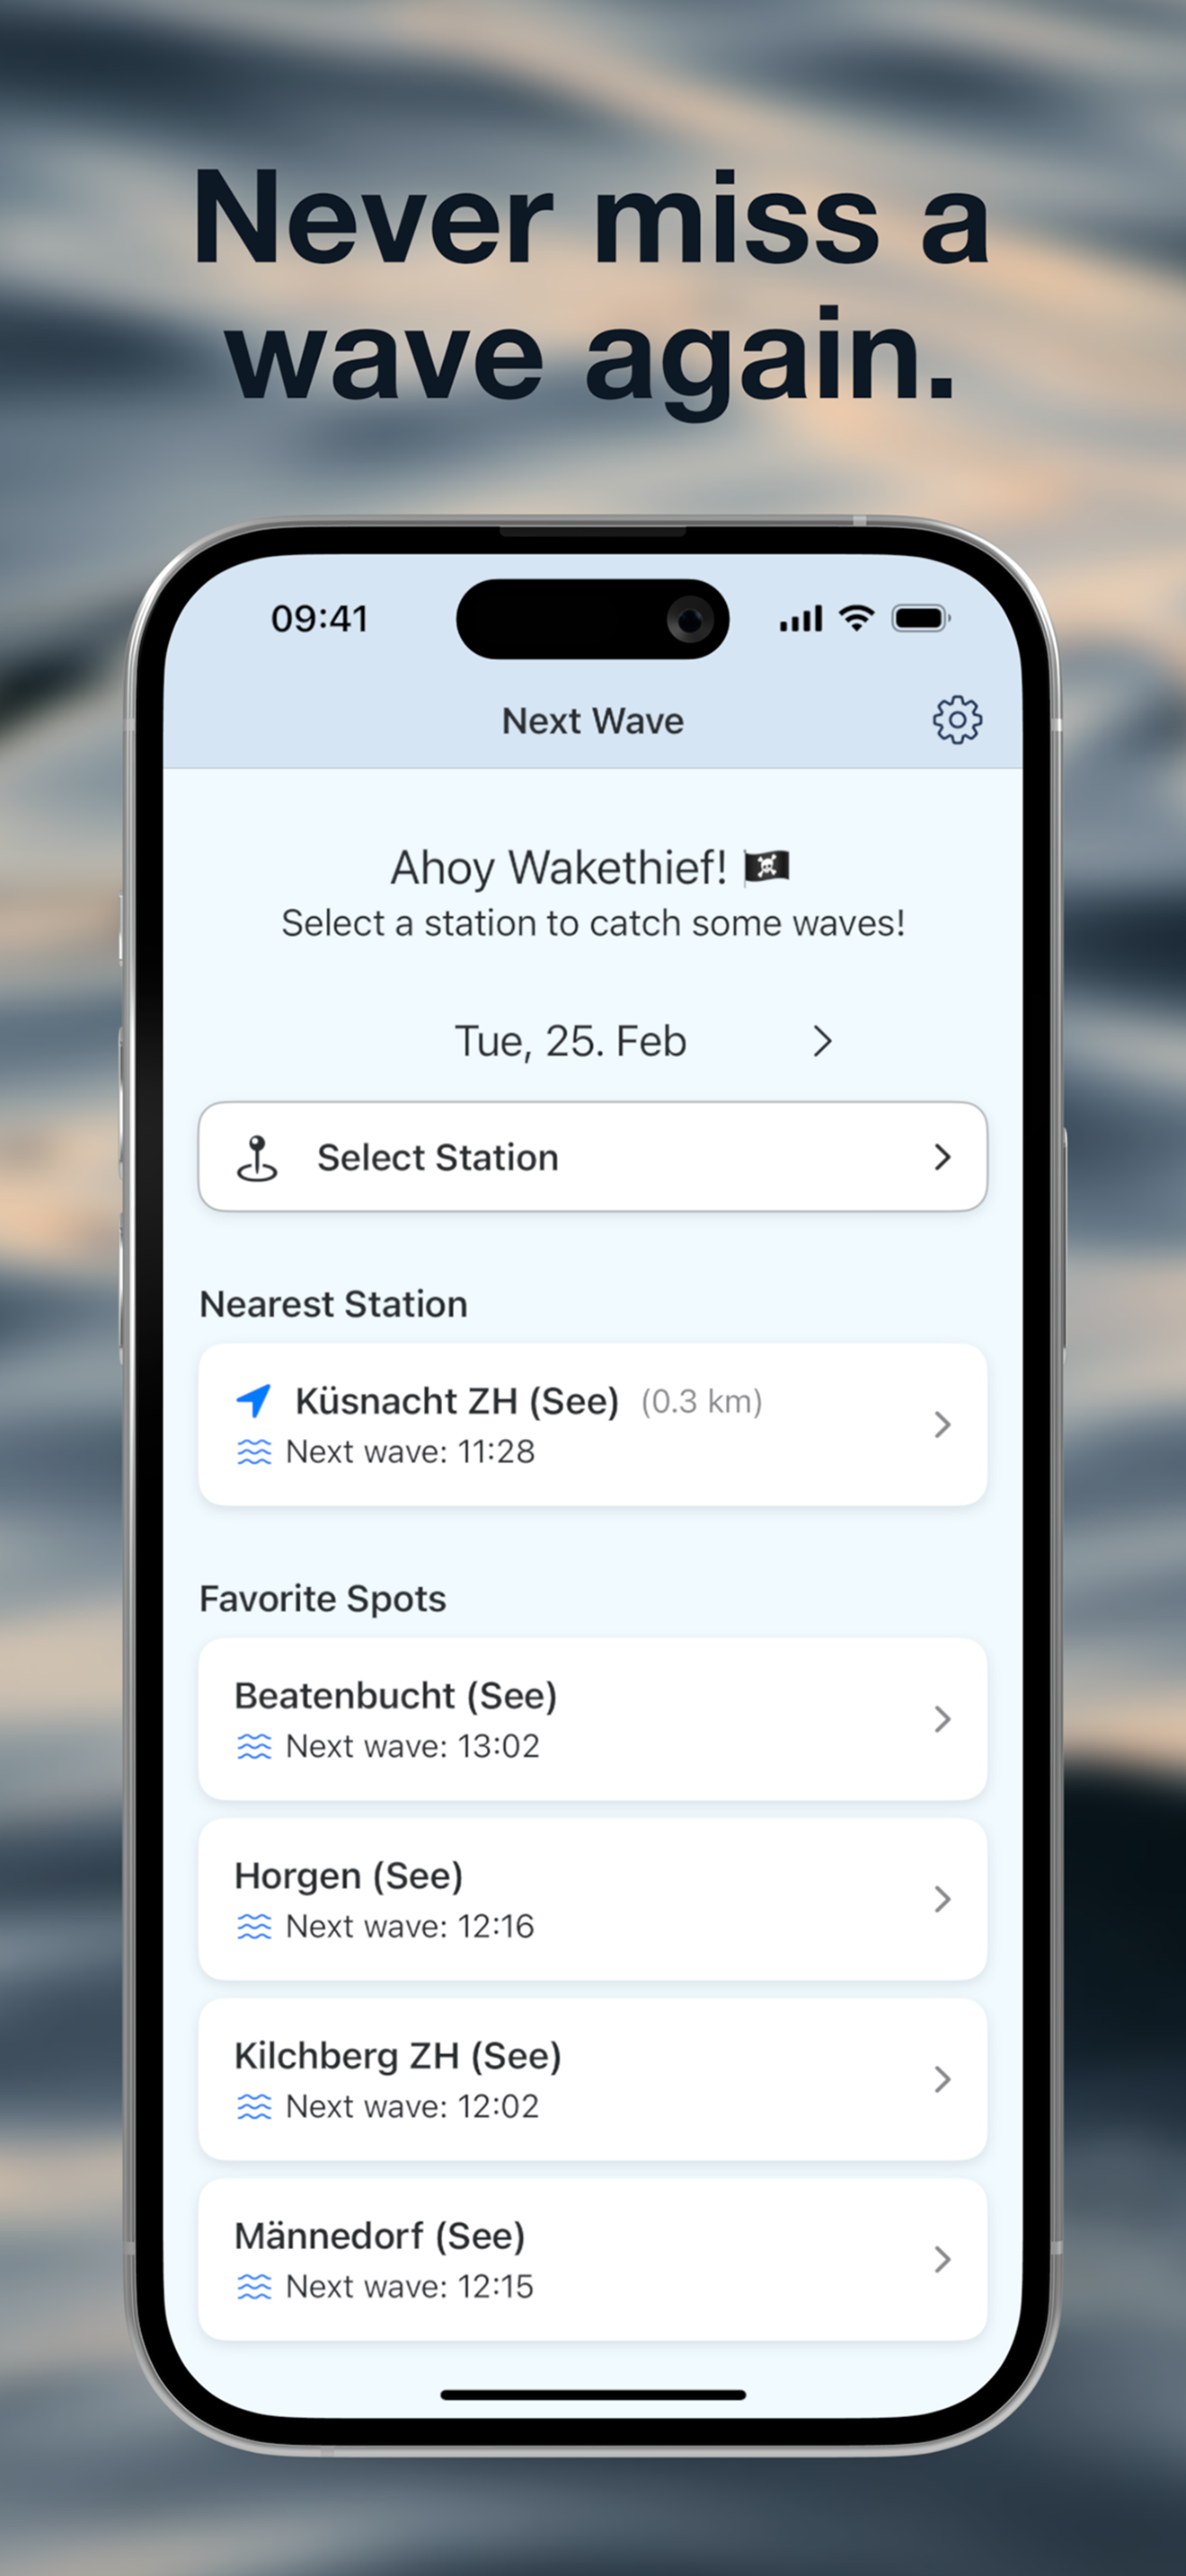 Never miss a
wave again.
09:41
Next Wave
Ahoy Wakethief! 🏴‍☠️
Select a station to catch some waves!
Tue, 25. Feb
Select Station
Nearest Station
Küsnacht ZH (See) (0.3 km)
Next wave: 11:28
Favorite Spots
Beatenbucht (See)
Next wave: 13:02
Horgen (See)
Next wave: 12:16
Kilchberg ZH (See)
Next wave: 12:02
Männedorf (See)
Next wave: 12:15